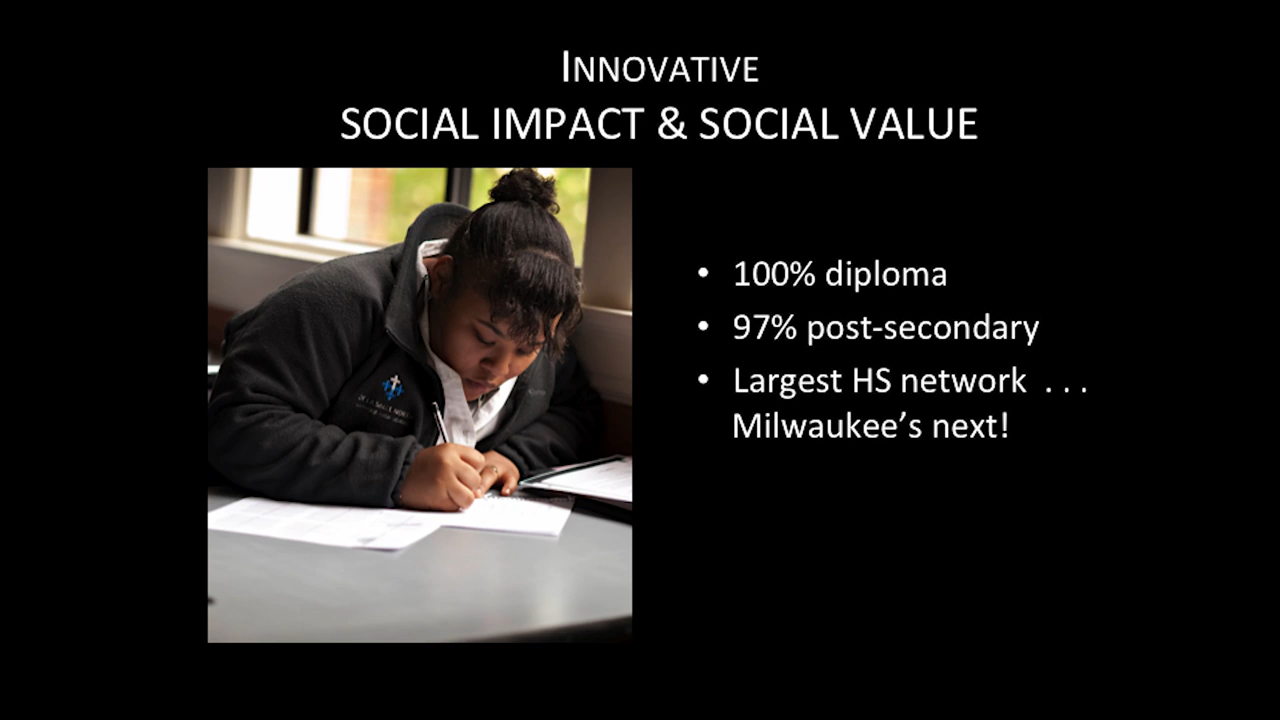 INNOVATIVE
SOCIAL IMPACT & SOCIAL VALUE
• 100% diploma
• 97% post-secondary
• Largest HS network . . .
Milwaukee’s next!